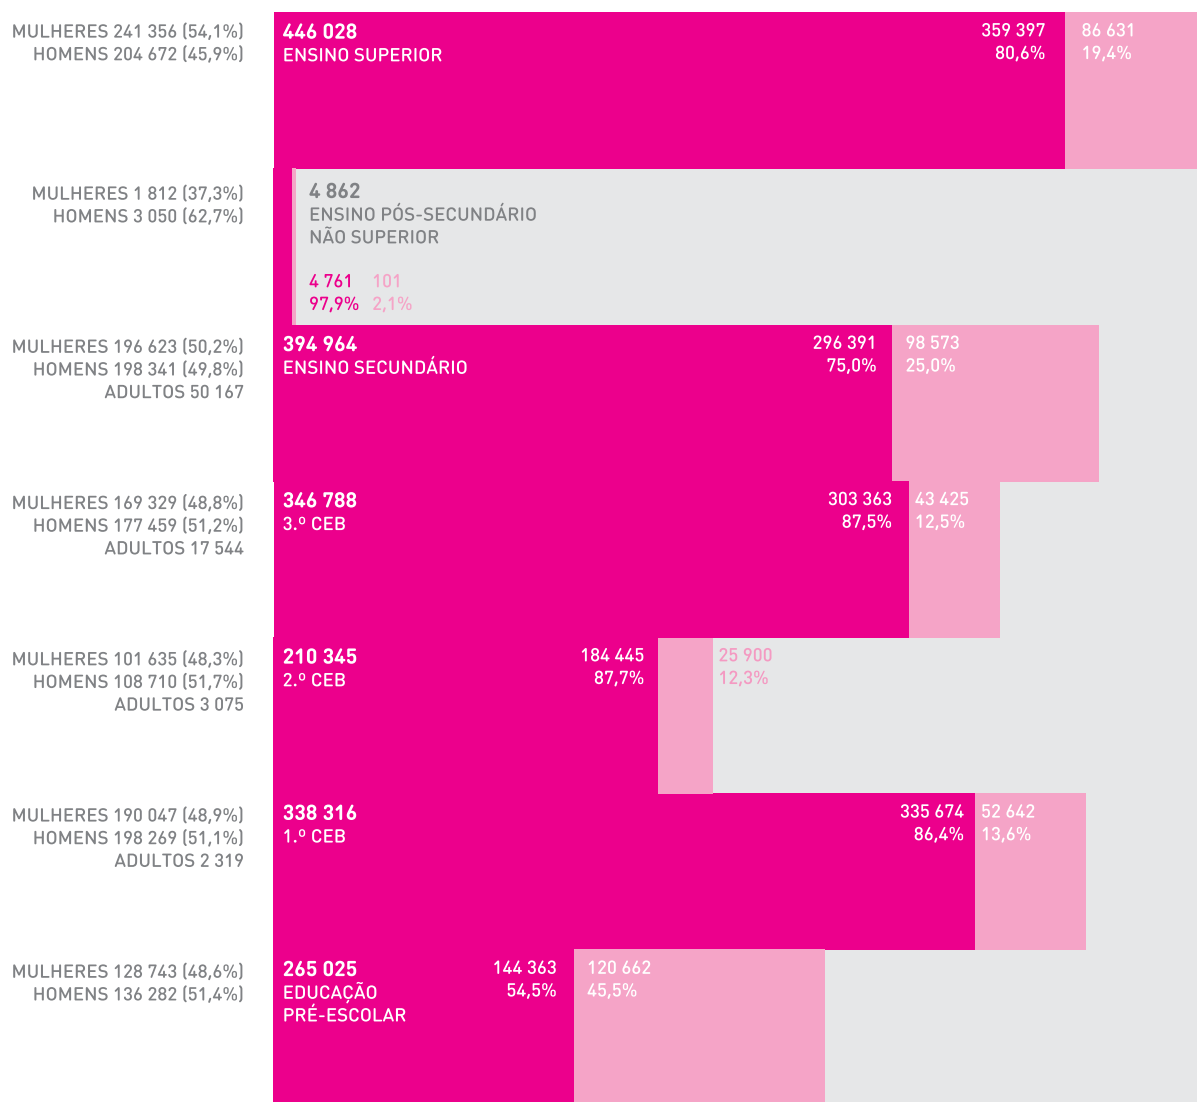 MULHERES 241 356 (54,1%)
HOMENS 204 672 (45,9%)
446 028
ENSINO SUPERIOR
359 397
80,6%
86 631
19,4%
MULHERES 1 812 (37,3%)
HOMENS 3 050 (62,7%)
4 862
ENSINO PÓS-SECUNDÁRIO
NÃO SUPERIOR
4 761
97,9%
101
2,1%
MULHERES 196 623 (50,2%)
HOMENS 198 341 (49,8%)
ADULTOS 50 167
394 964
ENSINO SECUNDÁRIO
296 391
75,0%
98 573
25,0%
MULHERES 169 329 (48,8%)
HOMENS 177 459 (51,2%)
ADULTOS 17 544
346 788
3.º CEB
303 363
87,5%
43 425
12,5%
MULHERES 101 635 (48,3%)
HOMENS 108 710 (51,7%)
ADULTOS 3 075
210 345
2.º CEB
184 445
87,7%
25 900
12,3%
MULHERES 190 047 (48,9%)
HOMENS 198 269 (51,1%)
ADULTOS 2 319
338 316
1.º CEB
335 674
86,4%
52 642
13,6%
MULHERES 128 743 (48,6%)
HOMENS 136 282 (51,4%)
265 025
EDUCAÇÃO
PRÉ-ESCOLAR
144 363
54,5%
120 662
45,5%